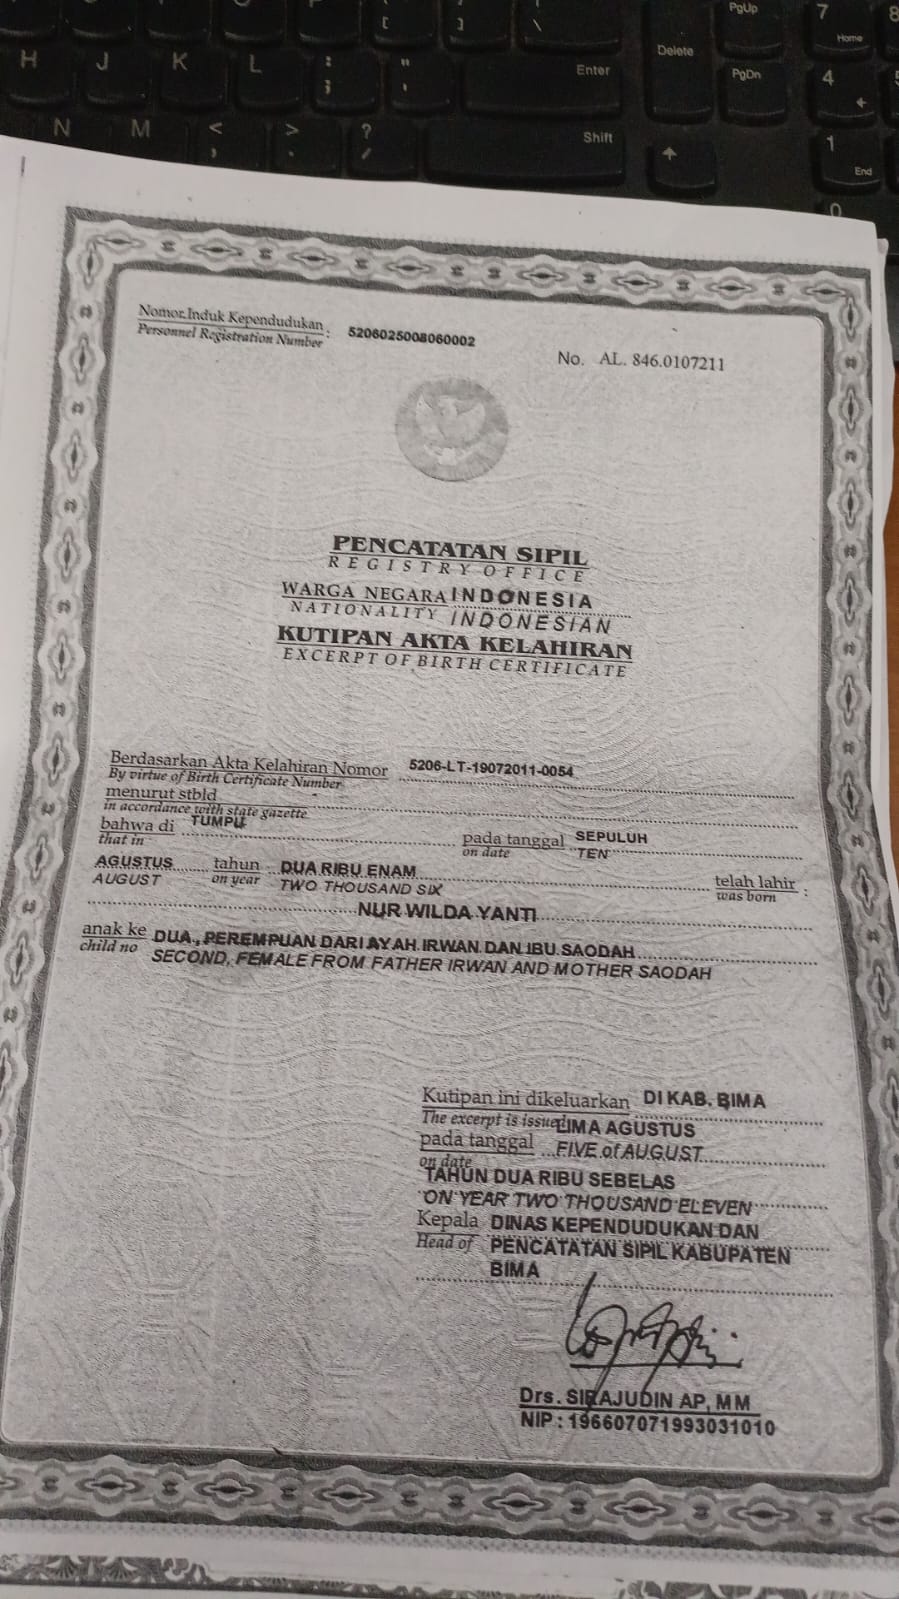 PgUp
7
8
Home
[
]
\
H
J
K
L
:
;
"
'
Enter
Delete
PgDn
4
N
M
<
,
>
.
?
/
Shift
1
End
0
Nomor Induk Kependudukan : 5206025008060002
Personnel Registration Number
No. AL. 846.0107211
PENCATATAN SIPIL
REGISTRY OFFICE
WARGA NEGARA INDONESIA
NATIONALITY INDONESIAN
KUTIPAN AKTA KELAHIRAN
EXCERPT OF BIRTH CERTIFICATE
Berdasarkan Akta Kelahiran Nomor 5206-LT-19072011-0054
By virtue of Birth Certificate Number
menurut stbld
in accordance with state gazette
bahwa di TUMPU pada tanggal SEPULUH
that in on date TEN
AGUSTUS tahun DUA RIBU ENAM telah lahir :
AUGUST on year TWO THOUSAND SIX was born
NUR WILDA YANTI
anak ke DUA., PEREMPUAN DARI AYAH IRWAN DAN IBU SAODAH
child no SECOND, FEMALE FROM FATHER IRWAN AND MOTHER SAODAH
Kutipan ini dikeluarkan DI KAB. BIMA
The excerpt is issued LIMA AGUSTUS
pada tanggal FIVE of AUGUST
on date
TAHUN DUA RIBU SEBELAS
ON YEAR TWO THOUSAND ELEVEN
Kepala DINAS KEPENDUDUKAN DAN
Head of PENCATATAN SIPIL KABUPATEN
BIMA
Drs. SIRAJUDIN AP, MM
NIP : 196607071993031010